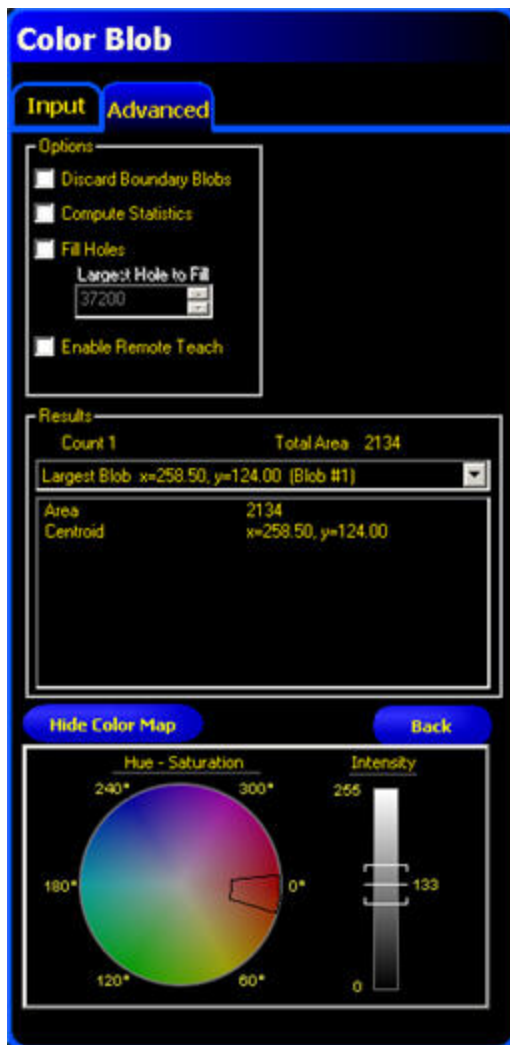 Color Blob
Input Advanced
Options
Discard Boundary Blobs
Compute Statistics
Fill Holes
Largest Hole to Fill
37200
Enable Remote Teach
Results
Count 1 Total Area 2134
Largest Blob x=258.50, y=124.00 (Blob #1)
Area 2134
Centroid x=258.50, y=124.00
Hide Color Map Back
Hue - Saturation Intensity
240° 300° 255
180° 0° 133
120° 60° 0